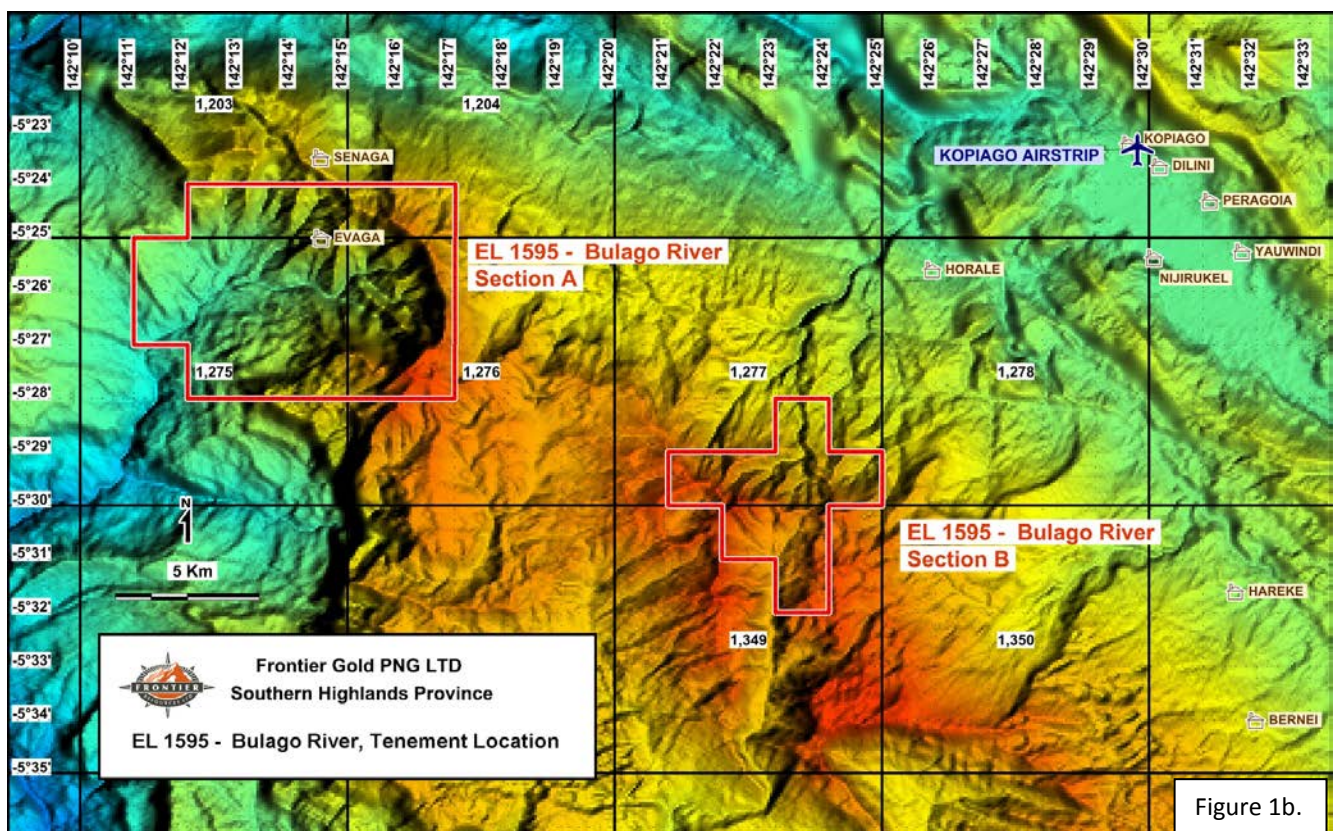 142°10'
142°11'
142°12'
142°13'
142°14'
142°15'
142°16'
142°17'
142°18'
142°19'
142°20'
142°21'
142°22'
142°23'
142°24'
142°25'
142°26'
142°27'
142°28'
142°29'
142°30'
142°31'
142°32'
142°33'
1,203
1,204
-5°23'
KOPIAGO
KOPIAGO AIRSTRIP
SENAGA
DILINI
-5°24'
PERAGOIA
-5°25'
EVAGA
EL 1595 - Bulago River
Section A
YAUWINDI
HORALE
NIJIRUKEL
-5°26'
-5°27'
1,275
1,276
1,277
1,278
-5°28'
-5°29'
-5°30'
N
EL 1595 - Bulago River
Section B
-5°31'
5 Km
-5°32'
HAREKE
1,349
1,350
-5°33'
Frontier Gold PNG LTD
FRONTIER
Southern Highlands Province
-5°34'
BERNEI
EL 1595 - Bulago River, Tenement Location
-5°35'
Figure 1b.